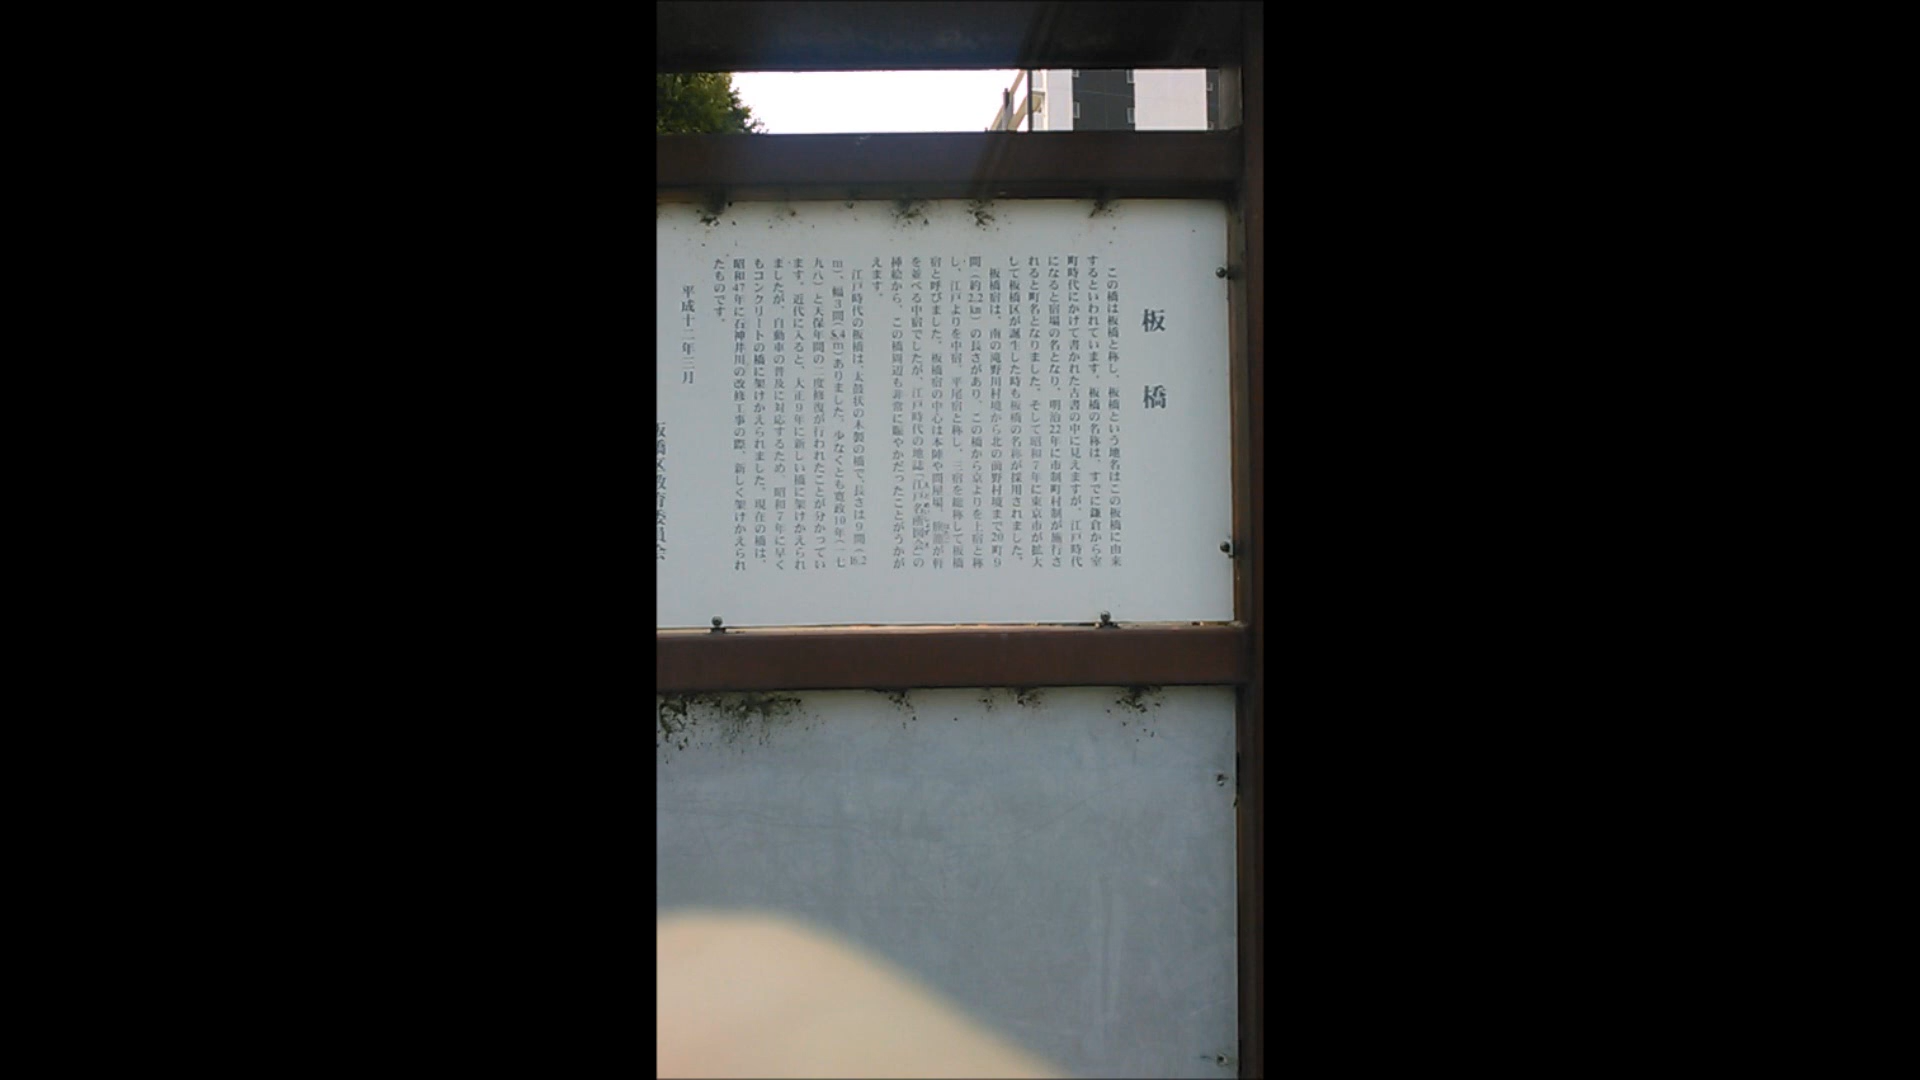 板橋
この橋は板橋と称し、板橋という地名はこの板橋に由来
するといわれています。板橋の名称は、すでに鎌倉から室
町時代にかけて書かれた古書の中に見えますが、江戸時代
になると宿場の名となり、明治22年に市制町村制が施行さ
れると町名となりました。そして昭和7年に東京市が拡大
して板橋区が誕生した時も板橋の名称が採用されました。
板橋宿は、南の滝野川村境から北の前野村境まで20町9
間（約2.2㎞）の長さがあり、この橋から京よりを上宿と称
し、江戸よりを中宿、平尾宿と称し、三宿を総称して板橋
宿と呼びました。板橋宿の中心は本陣や問屋場、旅籠が軒
を並べる中宿でしたが、江戸時代の地誌「江戸名所図会」の
挿絵から、この橋周辺も非常に賑やかだったことがうかが
えます。
江戸時代の板橋は、太鼓状の木製の橋で、長さは9間（16.2
m）、幅3間（5.4m）ありました。少なくとも寛政10年（一七
九八）と天保年間の二度修復が行われたことが分かってい
ます。近代に入ると、大正9年に新しい橋に架けかえられ
ましたが、自動車の普及に対応するため、昭和7年に早く
もコンクリートの橋に架けかえられました。現在の橋は、
昭和47年に石神井川の改修工事の際、新しく架けかえられ
たものです。
平成十二年三月
板橋区教育委員会